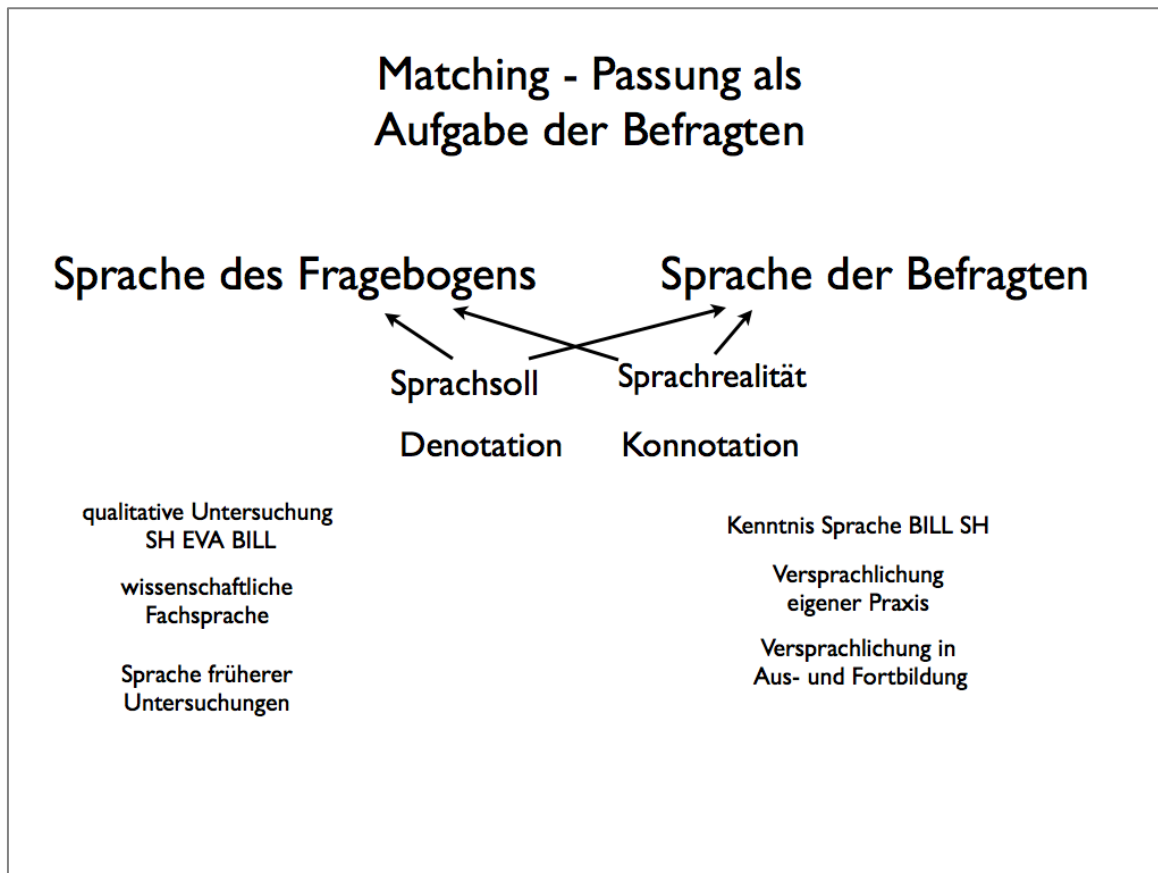 Matching - Passung als
Aufgabe der Befragten
Sprache des Fragebogens
Sprache der Befragten
Sprachsoll
Sprachrealität
Denotation
Konnotation
qualitative Untersuchung
SH EVA BILL
wissenschaftliche
Fachsprache
Sprache früherer
Untersuchungen
Kenntnis Sprache BILL SH
Versprachlichung
eigener Praxis
Versprachlichung in
Aus- und Fortbildung